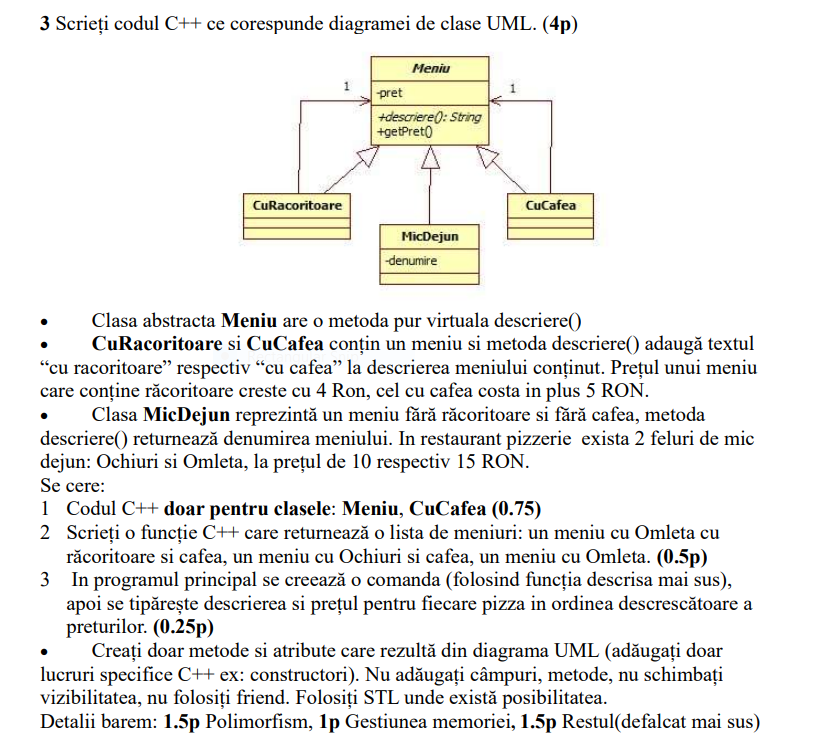 3 Scrieți codul C++ ce corespunde diagramei de clase UML. (4p)
Meniu
1
1
-pret
+descriere(): String
+getPret()
CuRacoritoare
CuCafea
MicDejun
-denumire
• Clasa abstracta Meniu are o metoda pur virtuala descriere()
• CuRacoritoare si CuCafea conțin un meniu si metoda descriere() adaugă textul
“cu racoritoare” respectiv “cu cafea” la descrierea meniului conținut. Prețul unui meniu
care conține răcoritoare creste cu 4 Ron, cel cu cafea costa in plus 5 RON.
• Clasa MicDejun reprezintă un meniu fără răcoritoare si fără cafea, metoda
descriere() returnează denumirea meniului. In restaurant pizzerie exista 2 feluri de mic
dejun: Ochiuri si Omleta, la prețul de 10 respectiv 15 RON.
Se cere:
1 Codul C++ doar pentru clasele: Meniu, CuCafea (0.75)
2 Scrieți o funcție C++ care returnează o lista de meniuri: un meniu cu Omleta cu
răcoritoare si cafea, un meniu cu Ochiuri si cafea, un meniu cu Omleta. (0.5p)
3 In programul principal se creează o comanda (folosind funcția descrisa mai sus),
apoi se tipărește descrierea si prețul pentru fiecare pizza in ordinea descrescătoare a
preturilor. (0.25p)
• Creați doar metode si atribute care rezultă din diagrama UML (adăugați doar
lucruri specifice C++ ex: constructori). Nu adăugați câmpuri, metode, nu schimbați
vizibilitatea, nu folosiți friend. Folosiți STL unde există posibilitatea.
Detalii barem: 1.5p Polimorfism, 1p Gestiunea memoriei, 1.5p Restul(defalcat mai sus)